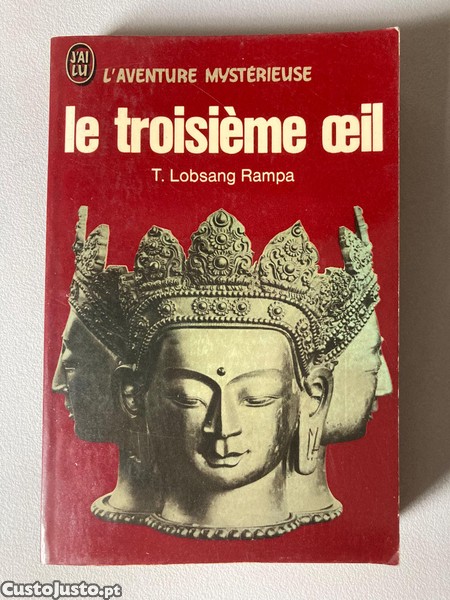 J'AI
LU
L'AVENTURE MYSTÉRIEUSE
le troisième œil
T. Lobsang Rampa
CustoJusto.pt